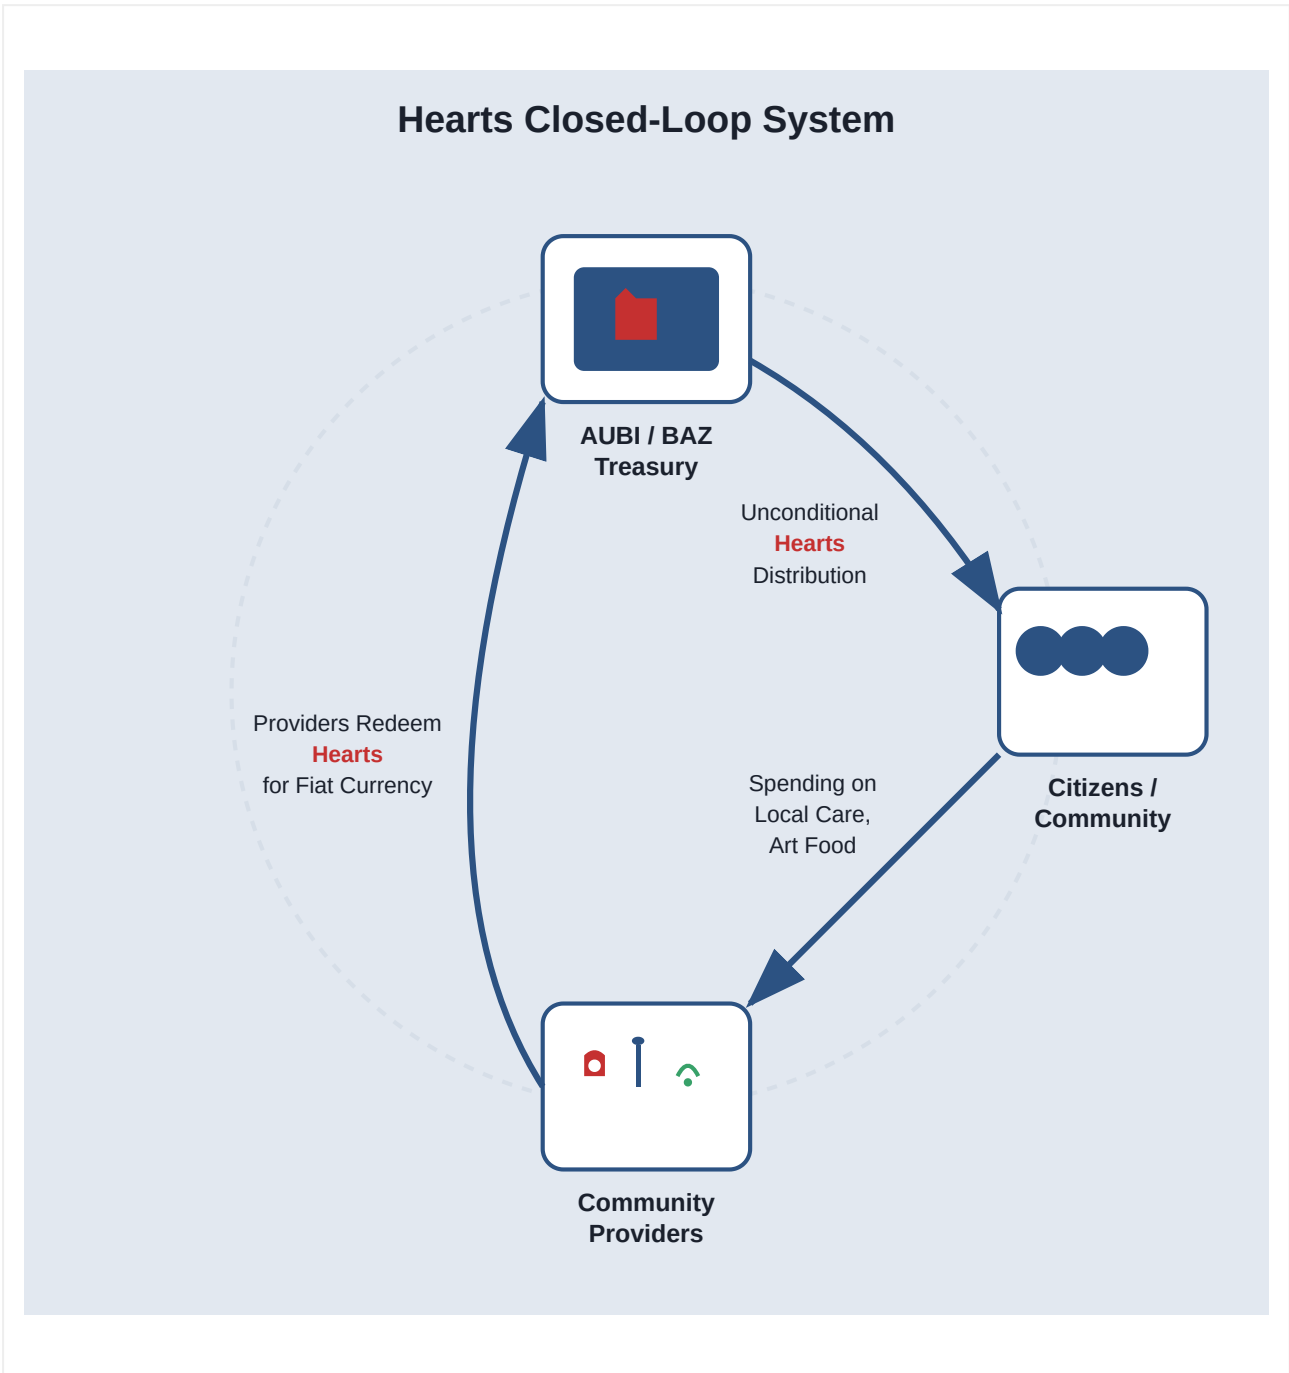 Hearts Closed-Loop System
AUBI / BAZ
Treasury
Unconditional
Hearts
Distribution
Providers Redeem
Hearts
for Fiat Currency
Spending on
Local Care,
Art Food
Citizens /
Community
Community
Providers